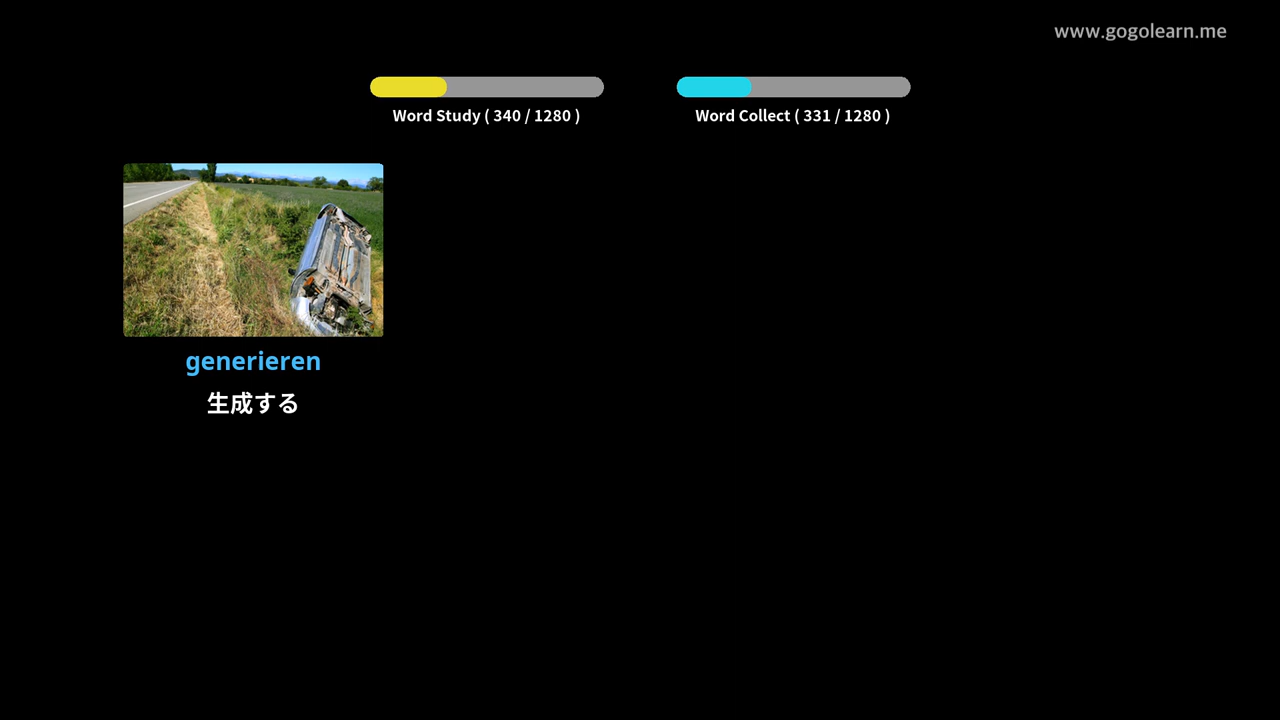 www.gogolearn.me
Word Study ( 340 / 1280 )
Word Collect ( 331 / 1280 )
generieren
生成する